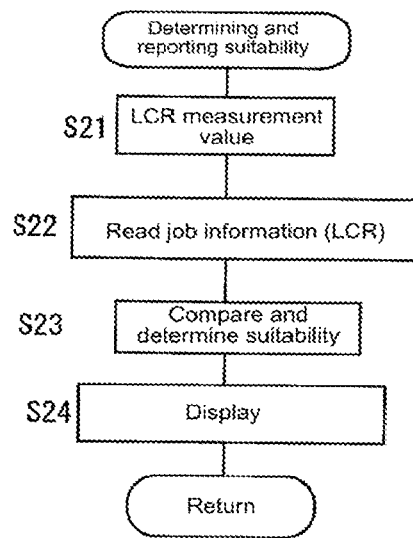 Determining and
reporting suitability
S21
LCR measurement
value
S22
Read job information (LCR)
S23
Compare and
determine suitability
S24
Display
Return